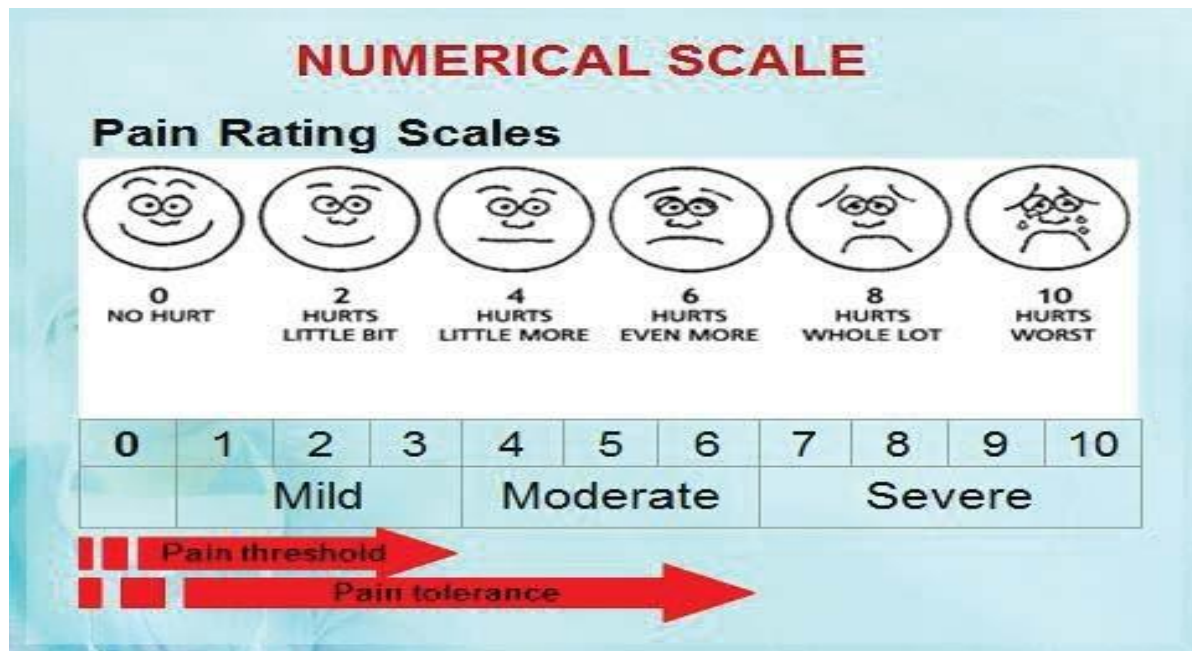 NUMERICAL SCALE
Pain Rating Scales
0 2 4 6 8 10
NO HURT HURTS HURTS HURTS HURTS HURTS
LITTLE BIT LITTLE MORE EVEN MORE WHOLE LOT WORST
0 1 2 3 4 5 6 7 8 9 10
Mild Moderate Severe
Pain threshold
Pain tolerance